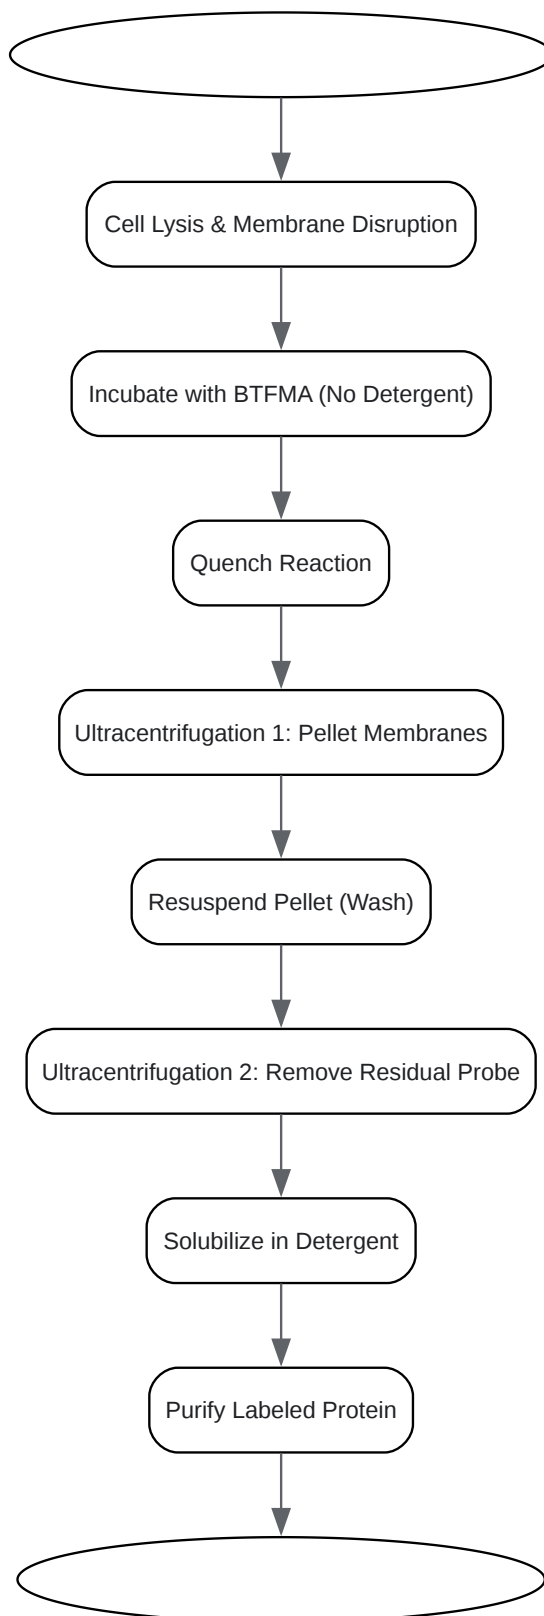 Cell Lysis & Membrane Disruption
Incubate with BTFMA (No Detergent)
Quench Reaction
Ultracentrifugation 1: Pellet Membranes
Resuspend Pellet (Wash)
Ultracentrifugation 2: Remove Residual Probe
Solubilize in Detergent
Purify Labeled Protein